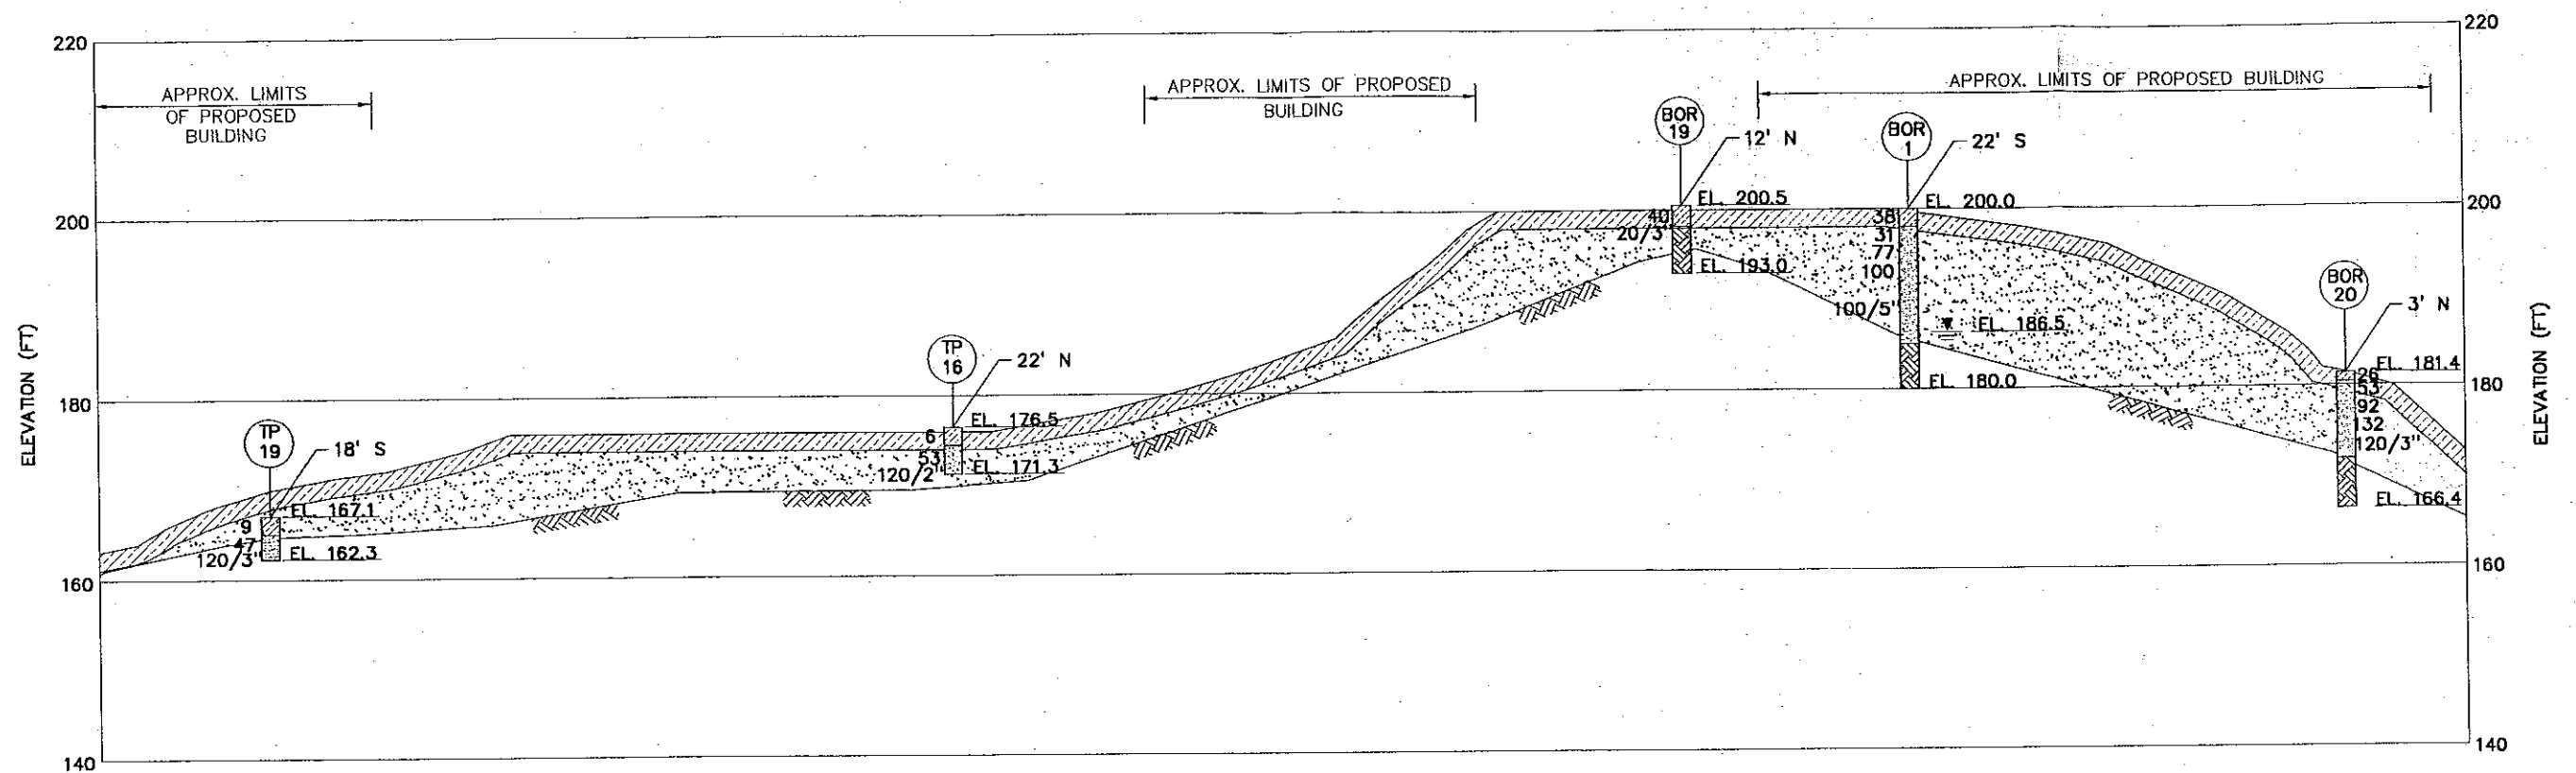 220
220
APPROX. LIMITS
OF PROPOSED
BUILDING
APPROX. LIMITS OF PROPOSED
BUILDING
APPROX. LIMITS OF PROPOSED BUILDING
BOR
19
12' N
BOR
1
22' S
200
EL. 200.5
EL. 200.0
200
40
20/3"
EL. 193.0
38
31
77
100
100/5"
EL. 186.5
EL. 180.0
BOR
20
3' N
EL. 181.4
26
53
92
132
120/3"
EL. 166.4
TP
16
22' N
180
EL. 176.5
180
6
53
120/2"
EL. 171.3
TP
19
18' S
EL. 167.1
9
47
120/3"
EL. 162.3
160
160
140
140
ELEVATION (FT)
ELEVATION (FT)